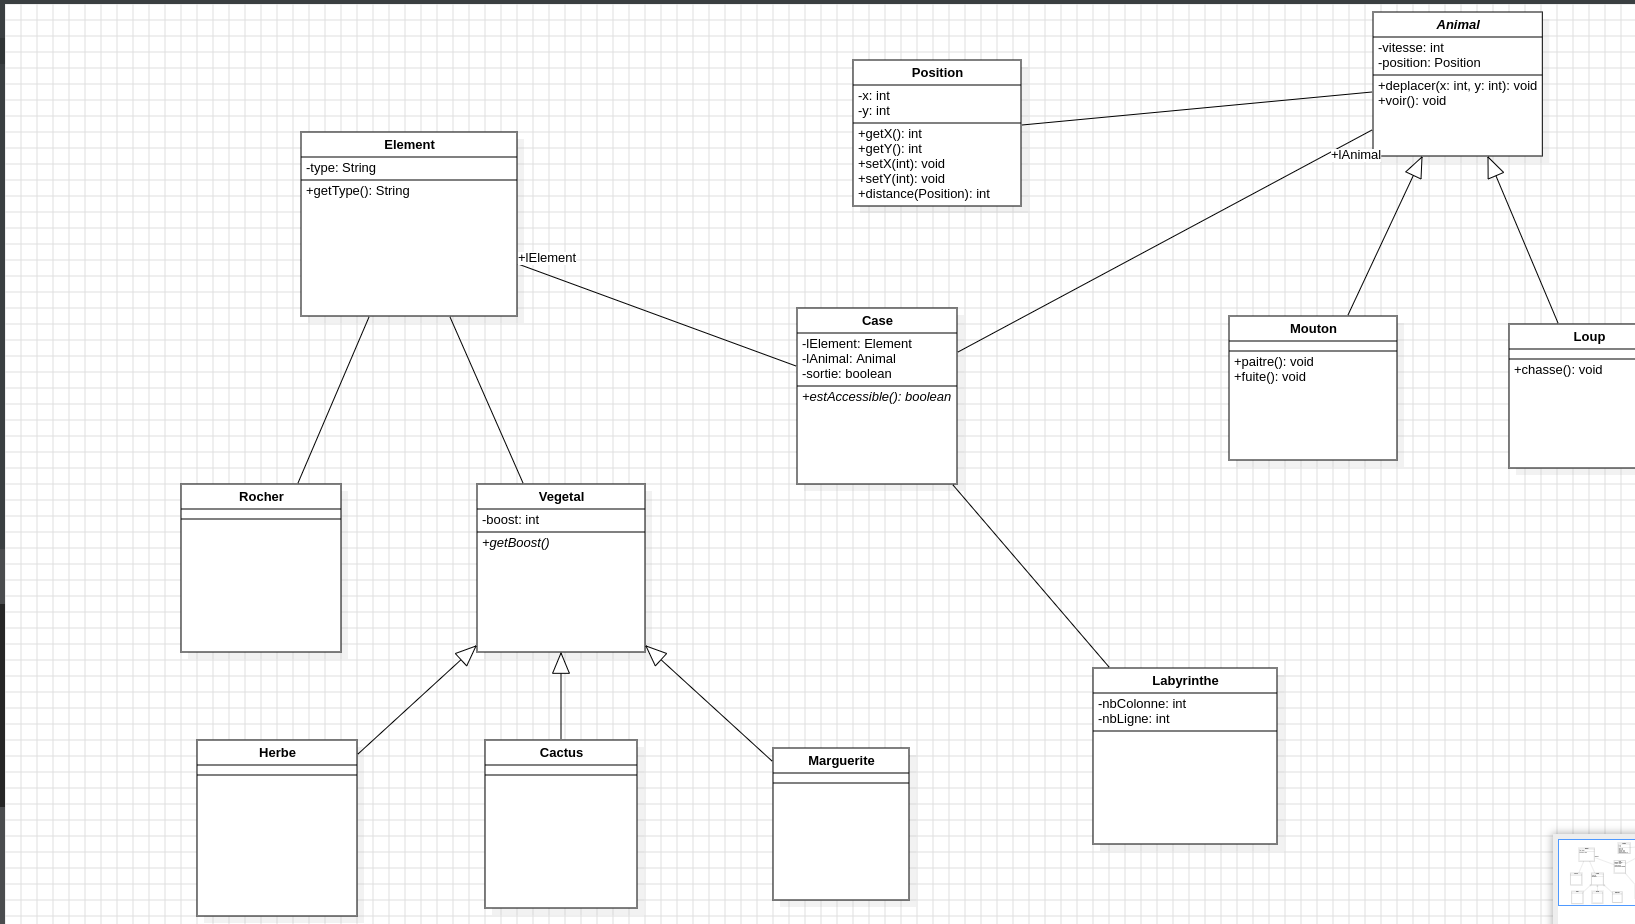 Animal
-vitesse: int
-position: Position
+deplacer(x: int, y: int): void
+voir(): void
Position
-x: int
-y: int
+getX(): int
+getY(): int
+setX(int): void
+setY(int): void
+distance(Position): int
Element
-type: String
+getType(): String
+lAnimal
+lElement
Case
-lElement: Element
-lAnimal: Animal
-sortie: boolean
+estAccessible(): boolean
Mouton
+paitre(): void
+fuite(): void
Loup
+chasse(): void
Rocher
Vegetal
-boost: int
+getBoost()
Labyrinthe
-nbColonne: int
-nbLigne: int
Herbe
Cactus
Marguerite